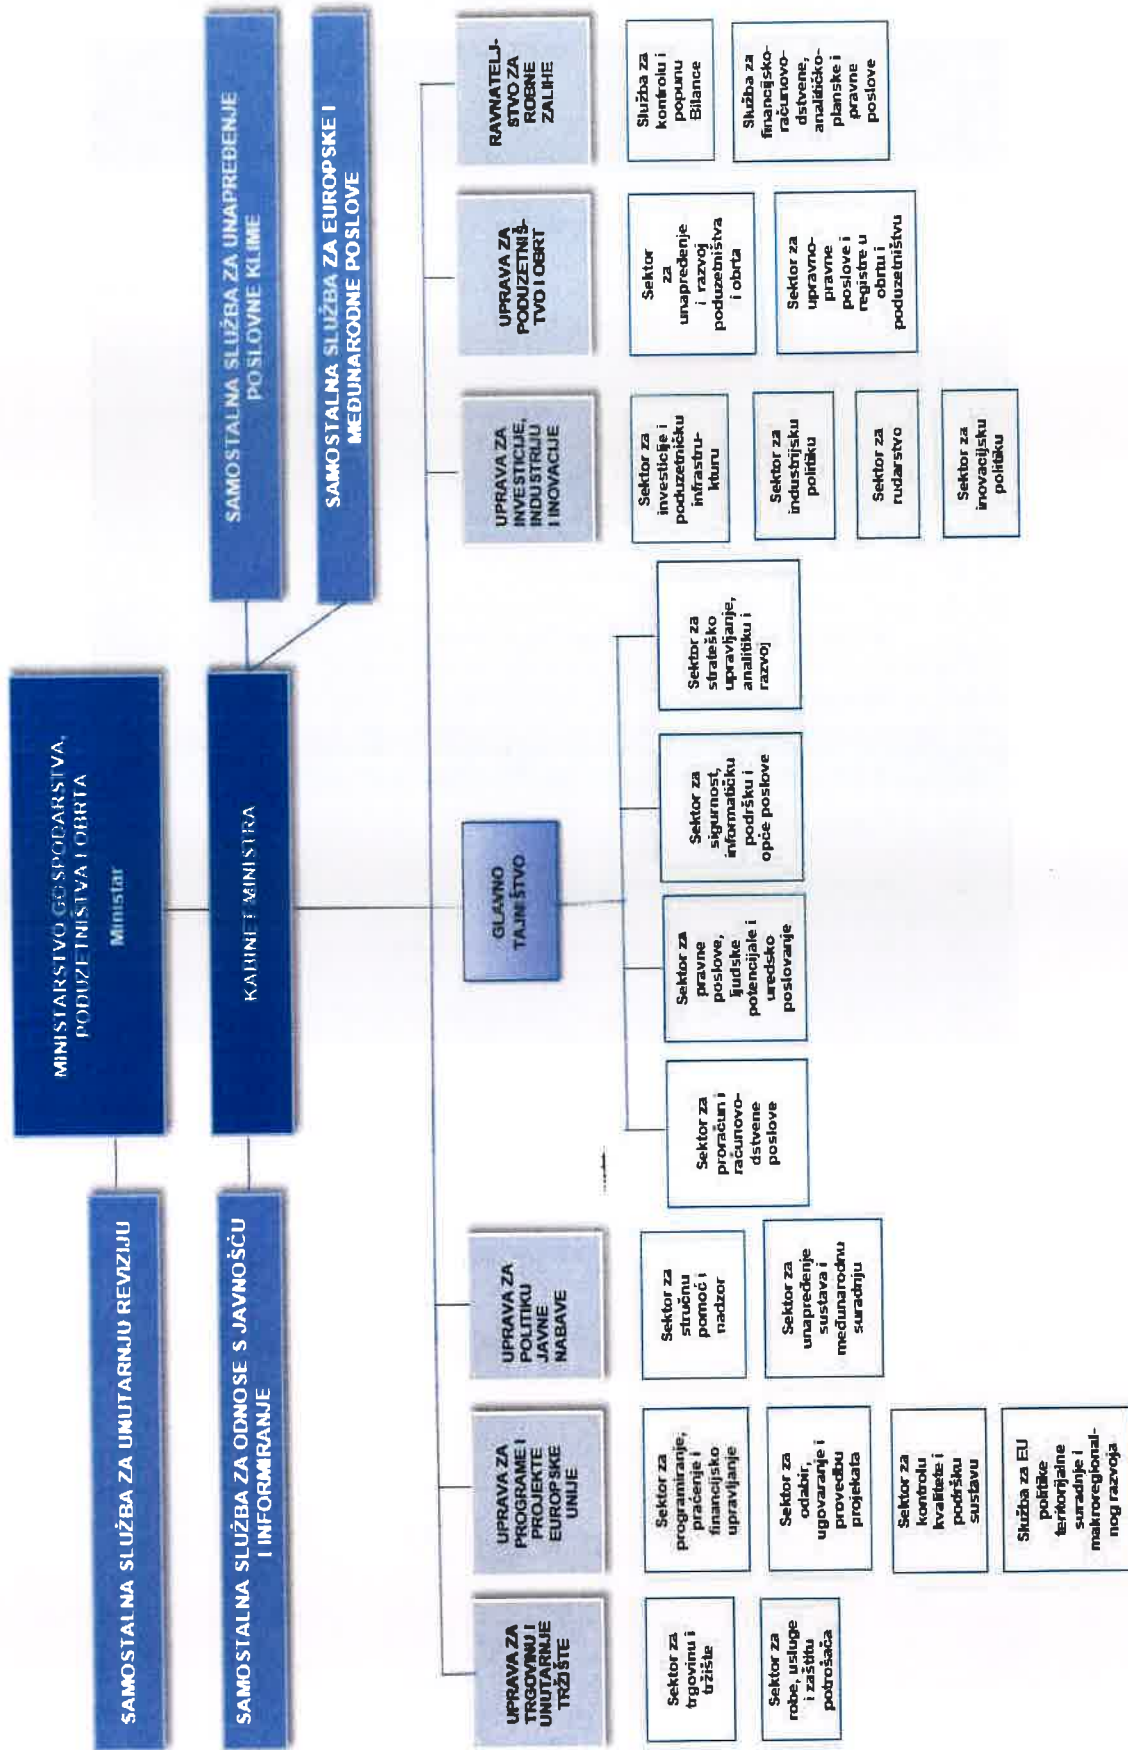 MINISTARSTVO GOSPODARSTVA,
PODUZETNIŠTVA I OBRTA
Ministar
SAMOSTALNA SLUŽBA ZA UNUTARNJU REVIZIJU
KABINET MINISTRA
SAMOSTALNA SLUŽBA ZA ODNOSE S JAVNOŠĆU
I INFORMIRANJE
SAMOSTALNA SLUŽBA ZA UNAPREĐENJE
POSLOVNE KLIME
SAMOSTALNA SLUŽBA ZA EUROPSKE I
MEĐUNARODNE POSLOVE
UPRAVA ZA
TRGOVINU I
UNUTARNJE
TRŽIŠTE
Sektor za
trgovinu i
tržište
Sektor za
robe, usluge
i zaštitu
potrošača
UPRAVA ZA
PROGRAME I
PROJEKTE
EUROPSKE
UNIJE
Sektor za
programiranje,
praćenje i
financijsko
upravljanje
Sektor za
odabir,
ugovaranje i
provedbu
projekata
Sektor za
kontrolu
kvalitete i
podršku
sustavu
Služba za EU
politike
teritorijalne
suradnje i
makroregional-
nog razvoja
UPRAVA ZA
POLITIKU
JAVNE
NABAVE
Sektor za
stručnu
pomoć i
nadzor
Sektor za
unapređenje
sustava i
međunarodnu
suradnju
GLAVNO
TAJNIŠTVO
Sektor za
proračun i
računovo-
dstvene
poslove
Sektor za
pravne
poslove,
ljudske
potencijale i
uredsko
poslovanje
Sektor za
sigurnost,
informatičku
podršku i
opće poslove
Sektor za
strateško
upravljanje,
analitiku i
razvoj
UPRAVA ZA
INVESTICIJE,
INDUSTRIJU
I INOVACIJE
Sektor za
investicije i
poduzetničku
infrastru-
kturu
Sektor za
industrijsku
politiku
Sektor za
rudarstvo
Sektor za
inovacijsku
politiku
UPRAVA ZA
PODUZETNIŠ-
TVO I OBRT
Sektor
za
unapređenje
i razvoj
poduzetništva
i obrta
Sektor za
upravno-
pravne
poslove i
registre u
obrtu i
poduzetništvu
RAVNATELJ-
STVO ZA
ROBNE
ZALIHE
Služba za
kontrolu i
popunu
Bilance
Služba za
financijsko-
računovo-
dstvene,
analitičko-
planske i
pravne
poslove